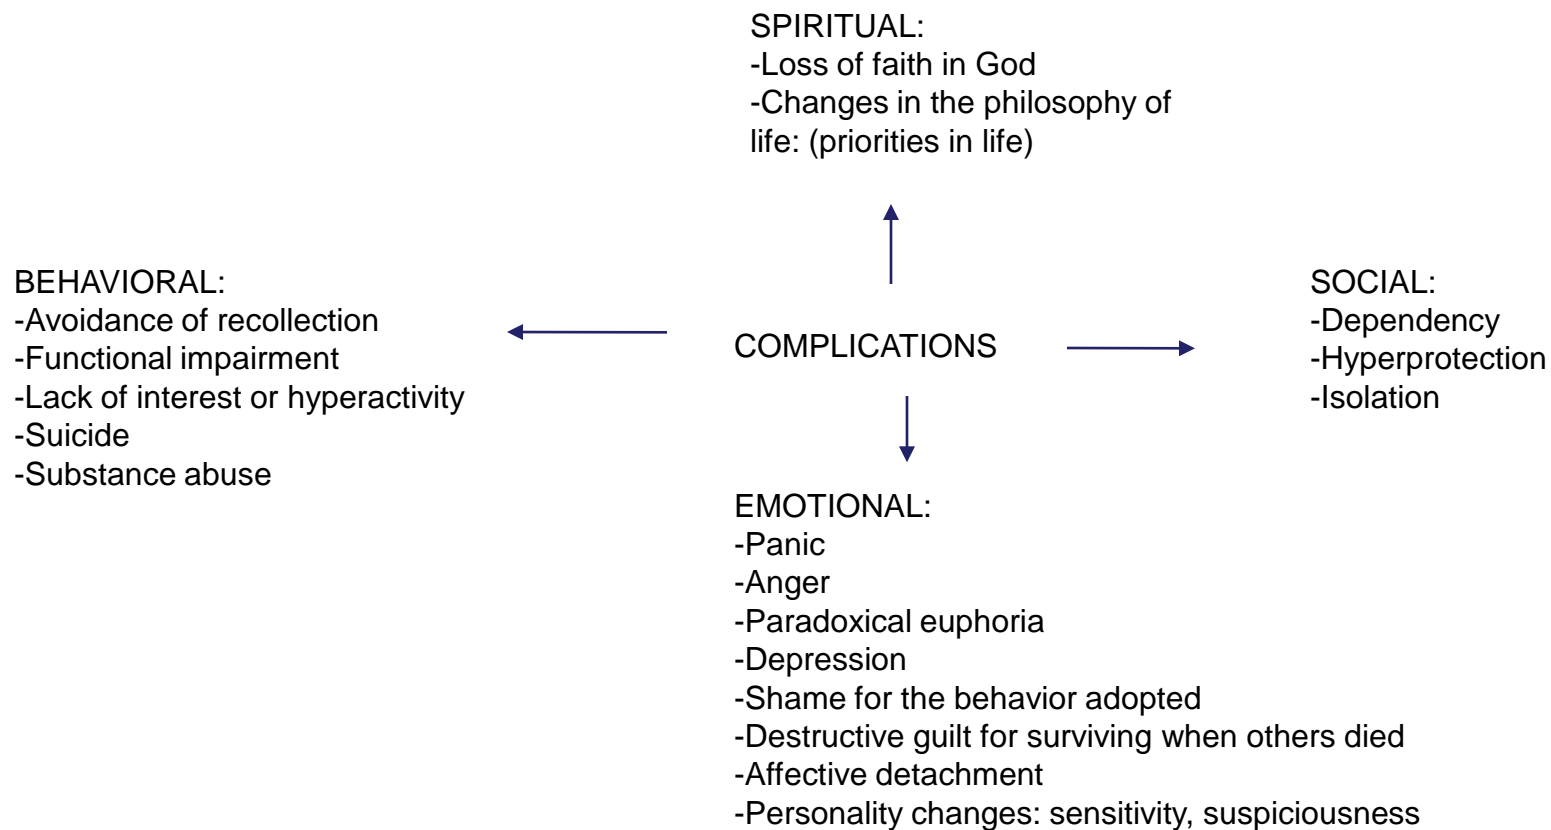 SPIRITUAL:
-Loss of faith in God
-Changes in the philosophy of
life: (priorities in life)
BEHAVIORAL:
-Avoidance of recollection
-Functional impairment
-Lack of interest or hyperactivity
-Suicide
-Substance abuse
COMPLICATIONS
SOCIAL:
-Dependency
-Hyperprotection
-Isolation
EMOTIONAL:
-Panic
-Anger
-Paradoxical euphoria
-Depression
-Shame for the behavior adopted
-Destructive guilt for surviving when others died
-Affective detachment
-Personality changes: sensitivity, suspiciousness